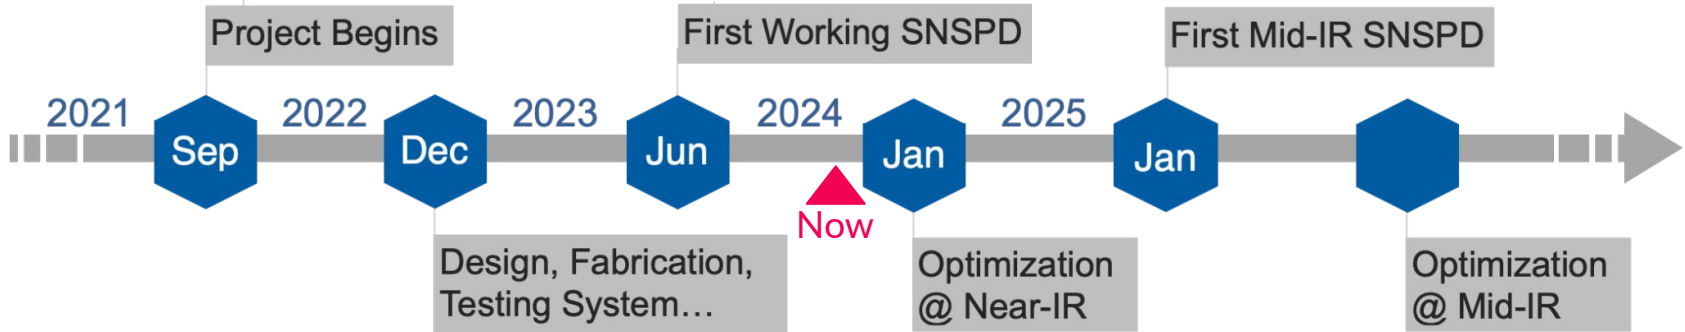 Project Begins
First Working SNSPD
First Mid-IR SNSPD
2021
2022
2023
2024
2025
Sep
Dec
Jun
Jan
Jan
Now
Design, Fabrication,
Testing System…
Optimization
@ Near-IR
Optimization
@ Mid-IR